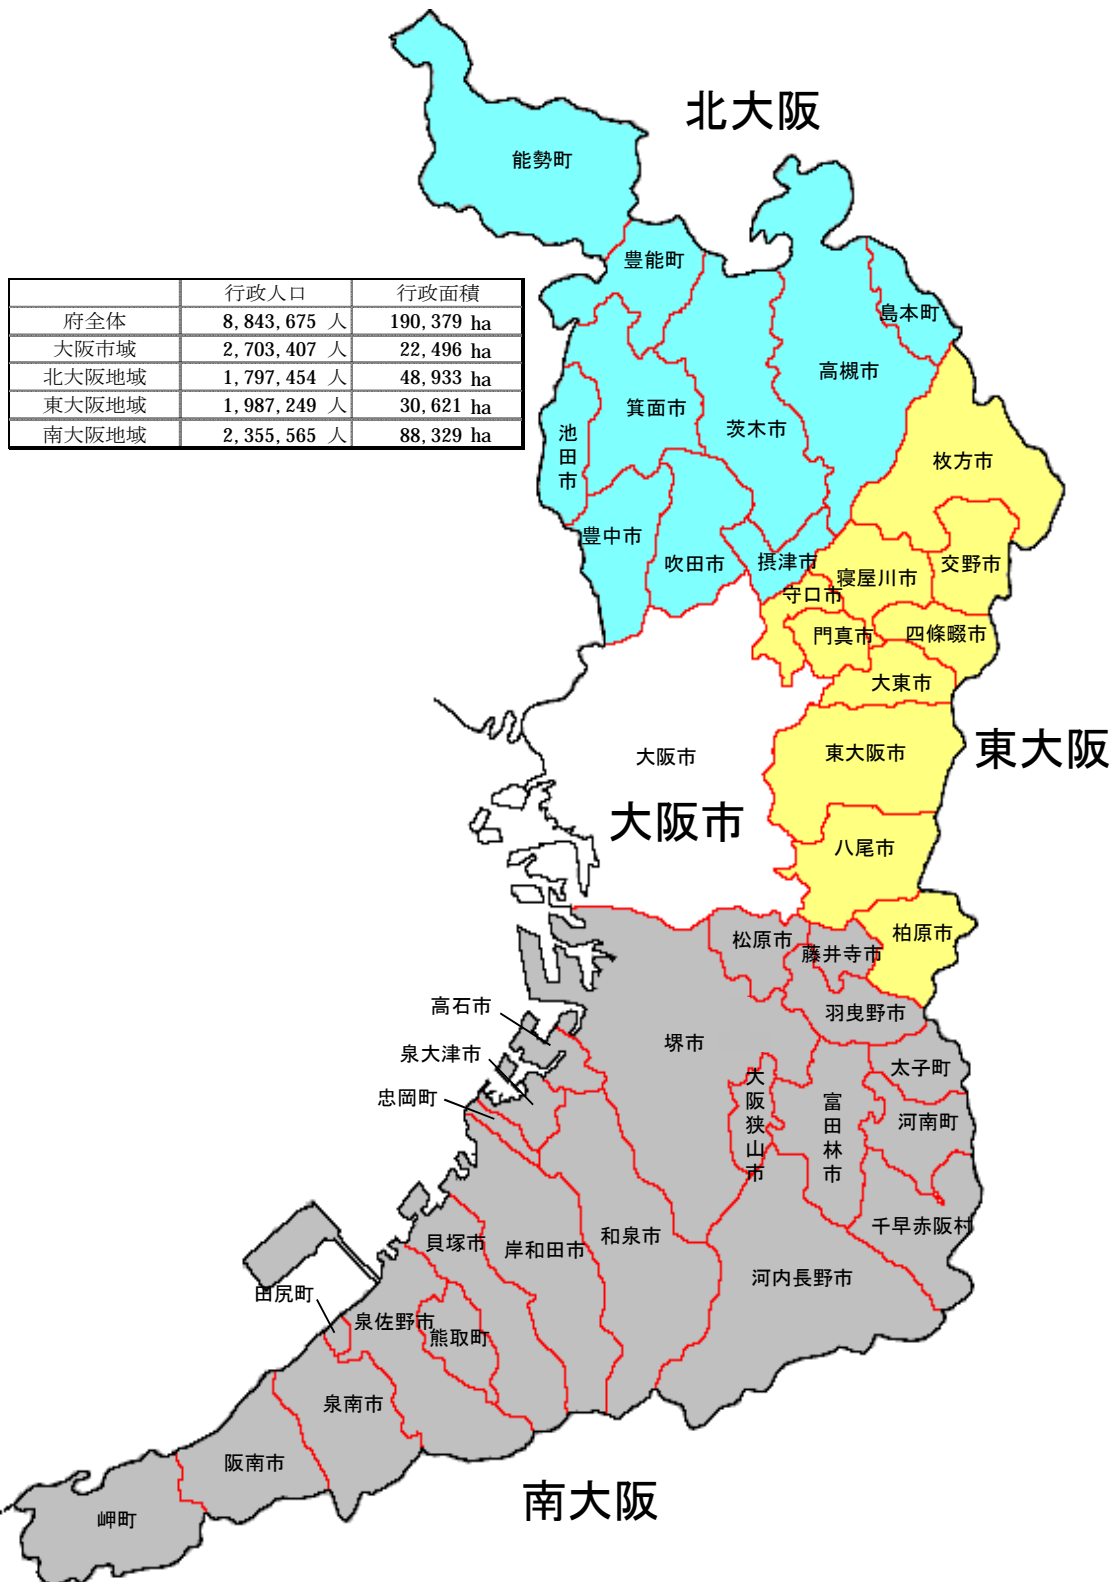 北大阪
能勢町
豊能町
島本町
高槻市
箕面市
茨木市
池田市
枚方市
豊中市
吹田市
摂津市
交野市
寝屋川市
守口市
門真市
四條畷市
大東市
行政人口 行政面積
府全体 8,843,675 人 190,379 ha
大阪市域 2,703,407 人 22,496 ha
北大阪地域 1,797,454 人 48,933 ha
東大阪地域 1,987,249 人 30,621 ha
南大阪地域 2,355,565 人 88,329 ha
東大阪
東大阪市
大阪市
大阪市
八尾市
柏原市
松原市
藤井寺市
羽曳野市
高石市
堺市
泉大津市
太子町
大阪狭山市
忠岡町
富田林市
河南町
千早赤阪村
和泉市
岸和田市
貝塚市
河内長野市
田尻町
泉佐野市
熊取町
泉南市
阪南市
岬町
南大阪